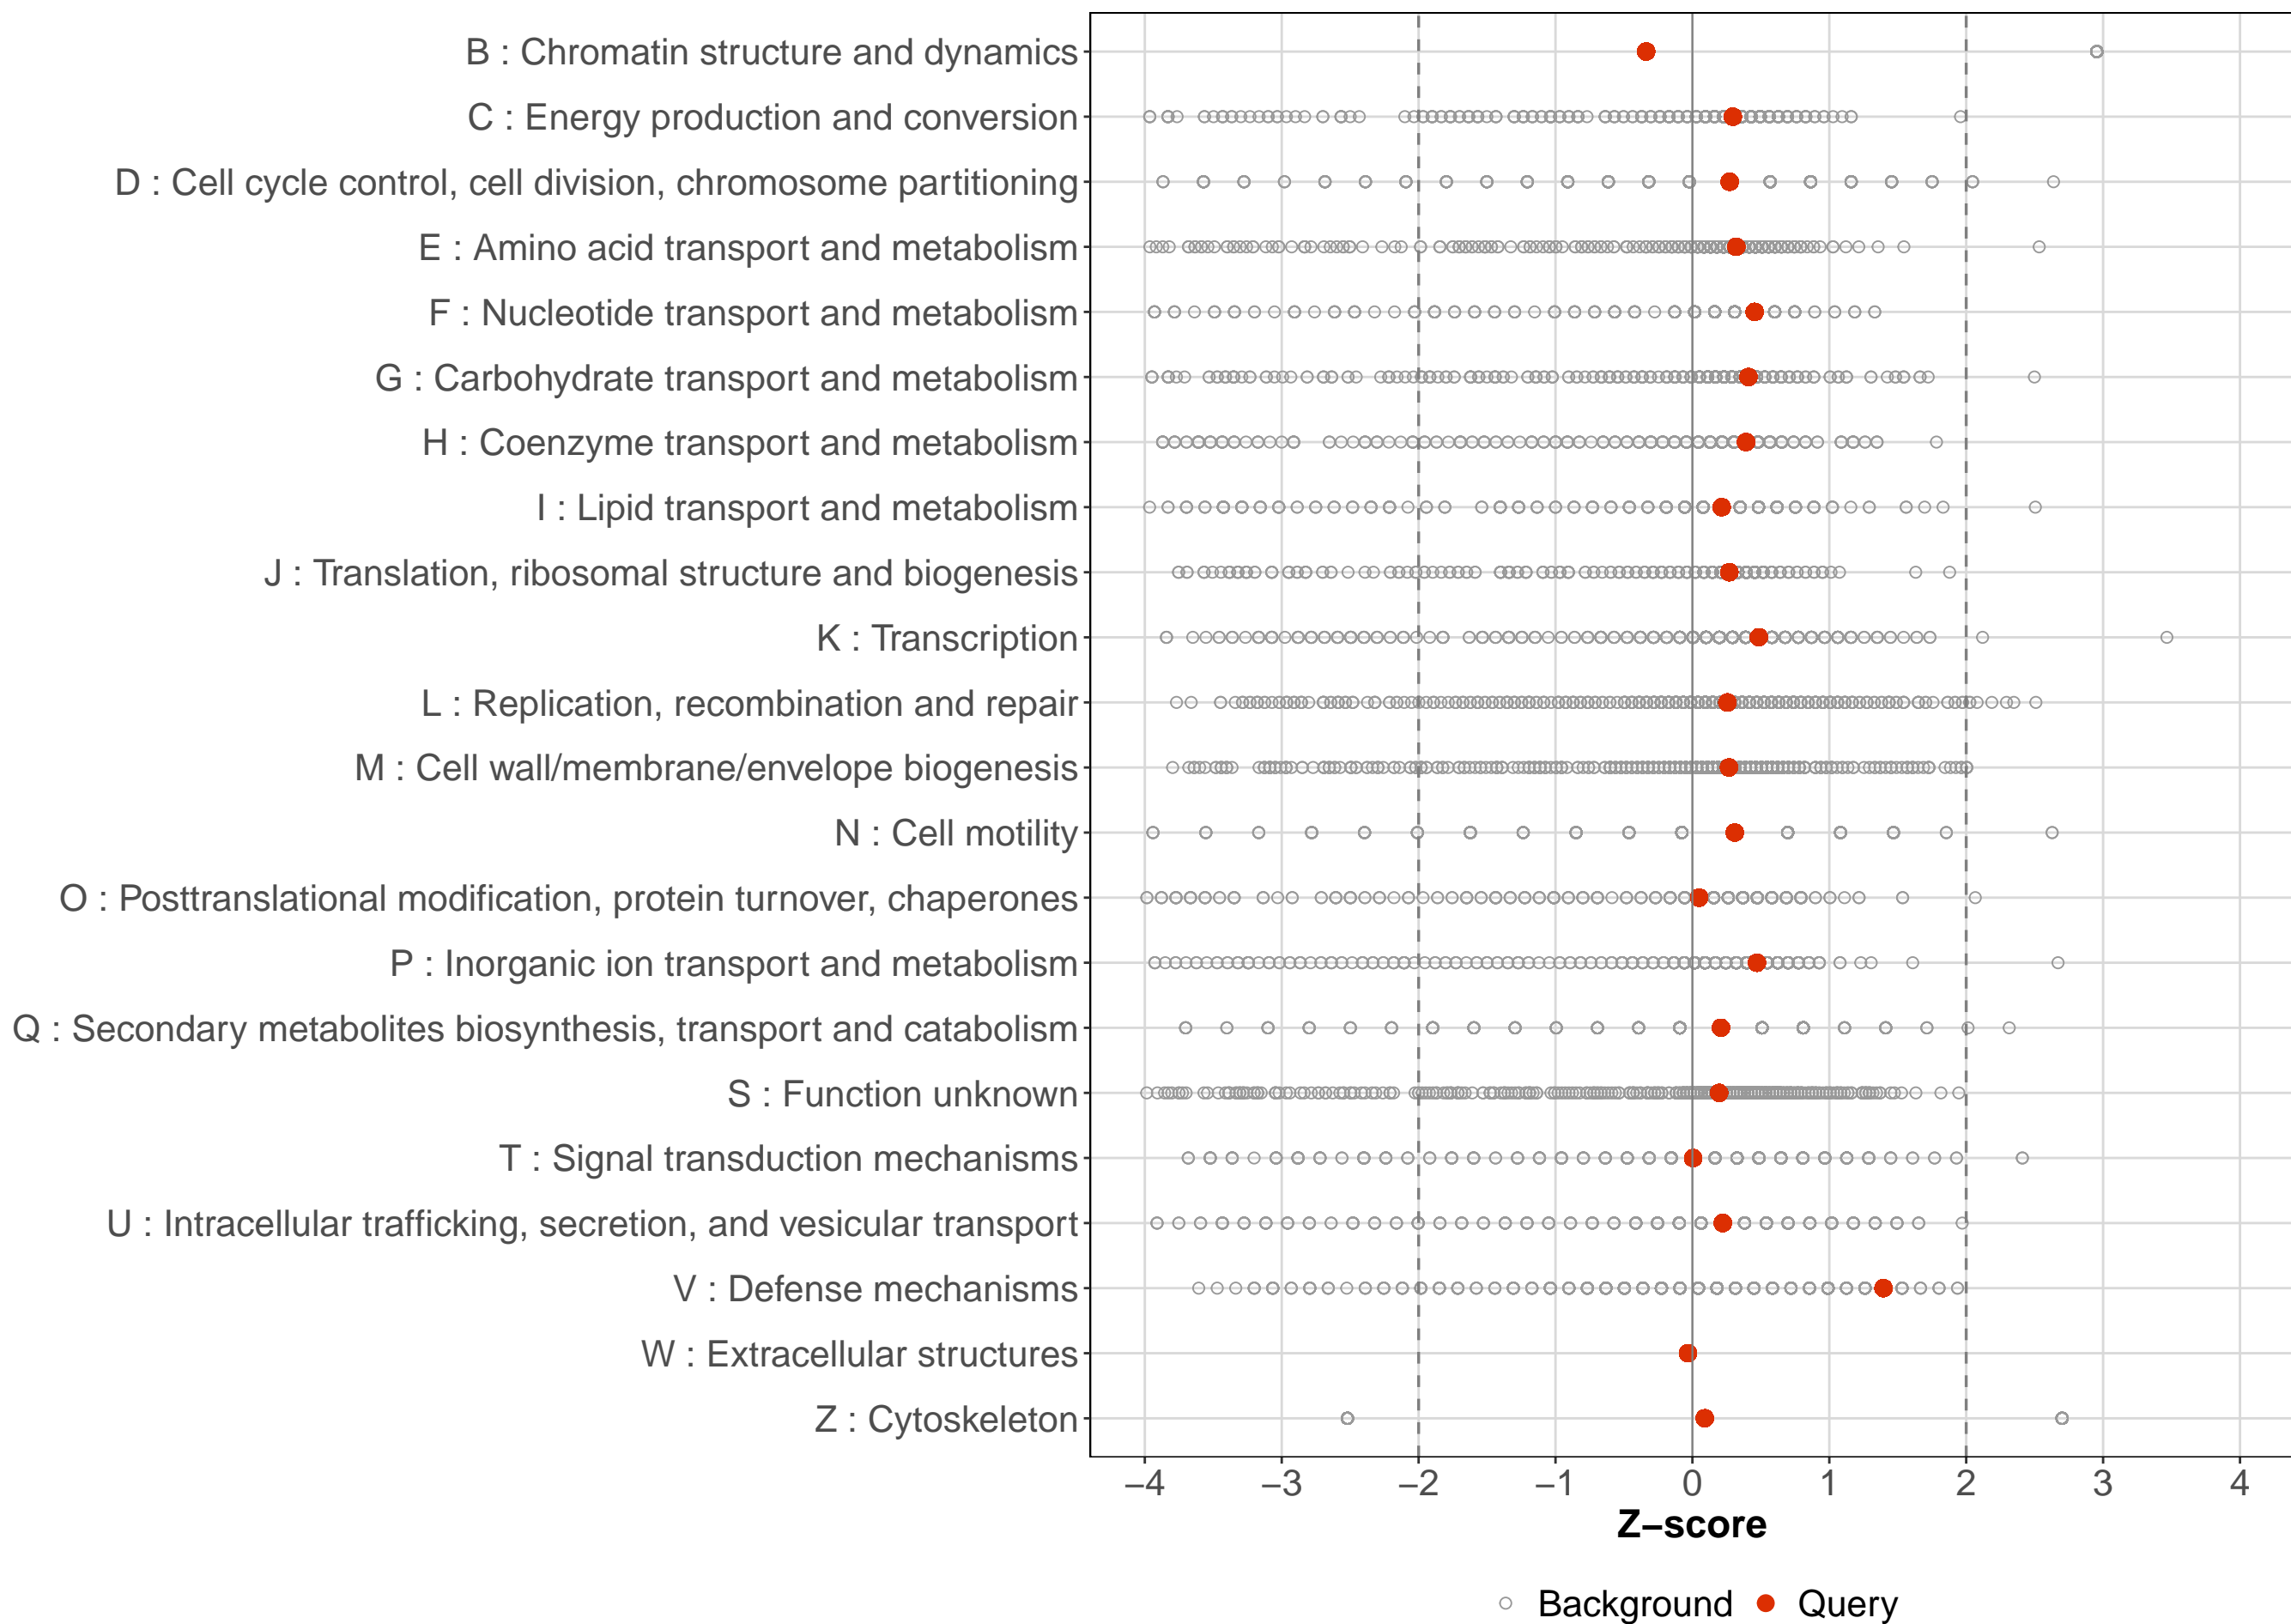 B : Chromatin structure and dynamics
C : Energy production and conversion
D : Cell cycle control, cell division, chromosome partitioning
E : Amino acid transport and metabolism
F : Nucleotide transport and metabolism
G : Carbohydrate transport and metabolism
H : Coenzyme transport and metabolism
I : Lipid transport and metabolism
J : Translation, ribosomal structure and biogenesis
K : Transcription
L : Replication, recombination and repair
M : Cell wall/membrane/envelope biogenesis
N : Cell motility
O : Posttranslational modification, protein turnover, chaperones
P : Inorganic ion transport and metabolism
Q : Secondary metabolites biosynthesis, transport and catabolism
S : Function unknown
T : Signal transduction mechanisms
U : Intracellular trafficking, secretion, and vesicular transport
V : Defense mechanisms
W : Extracellular structures
Z : Cytoskeleton
−4 −3 −2 −1 0 1 2 3 4
Z−score
Background Query